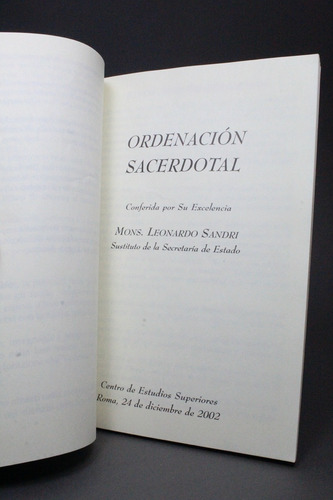 ORDENACIÓN
SACERDOTAL
Conferida por Su Excelencia
MONS. LEONARDO SANDRI
Sustituto de la Secretaría de Estado
Centro de Estudios Superiores
Roma, 24 de diciembre de 2002